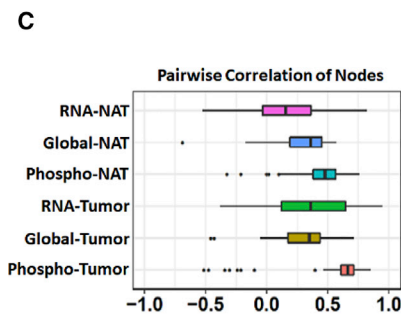 C
Pairwise Correlation of Nodes
RNA-NAT
Global-NAT
Phospho-NAT
RNA-Tumor
Global-Tumor
Phospho-Tumor
−1.0 −0.5 0.0 0.5 1.0